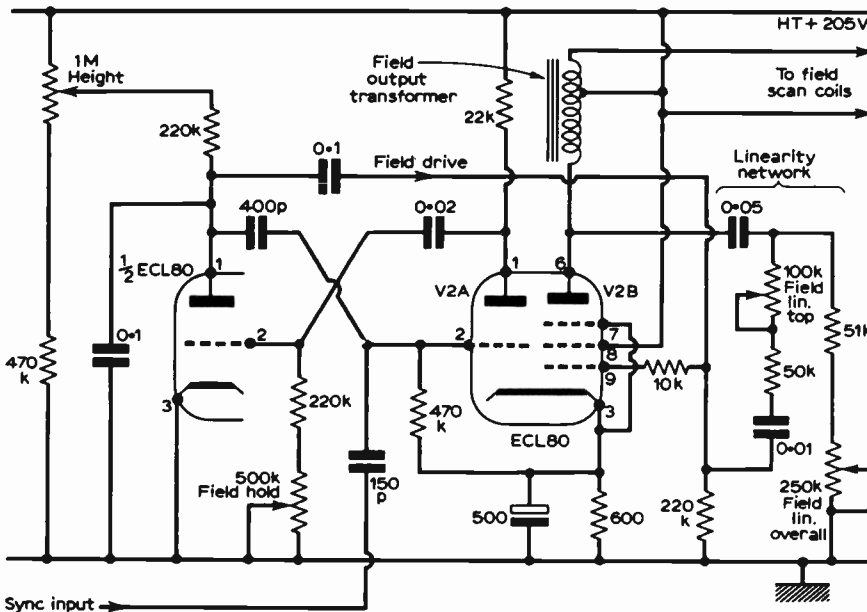 HT + 205V
1M
Height
Field
output
transformer
To field
scan coils
220k
22k
0·1
Field drive
Linearity
network
400p
0·02
0·05
½ ECL80
1
V2A
1
6
V2B
100k
Field
lin.
top
51k
2
2
7
8
9
0·1
470
k
3
220k
470
k
10k
50k
3
ECL80
0·01
500k
Field hold
150
p
500
600
220
k
250k
Field
lin.
overall
Sync input